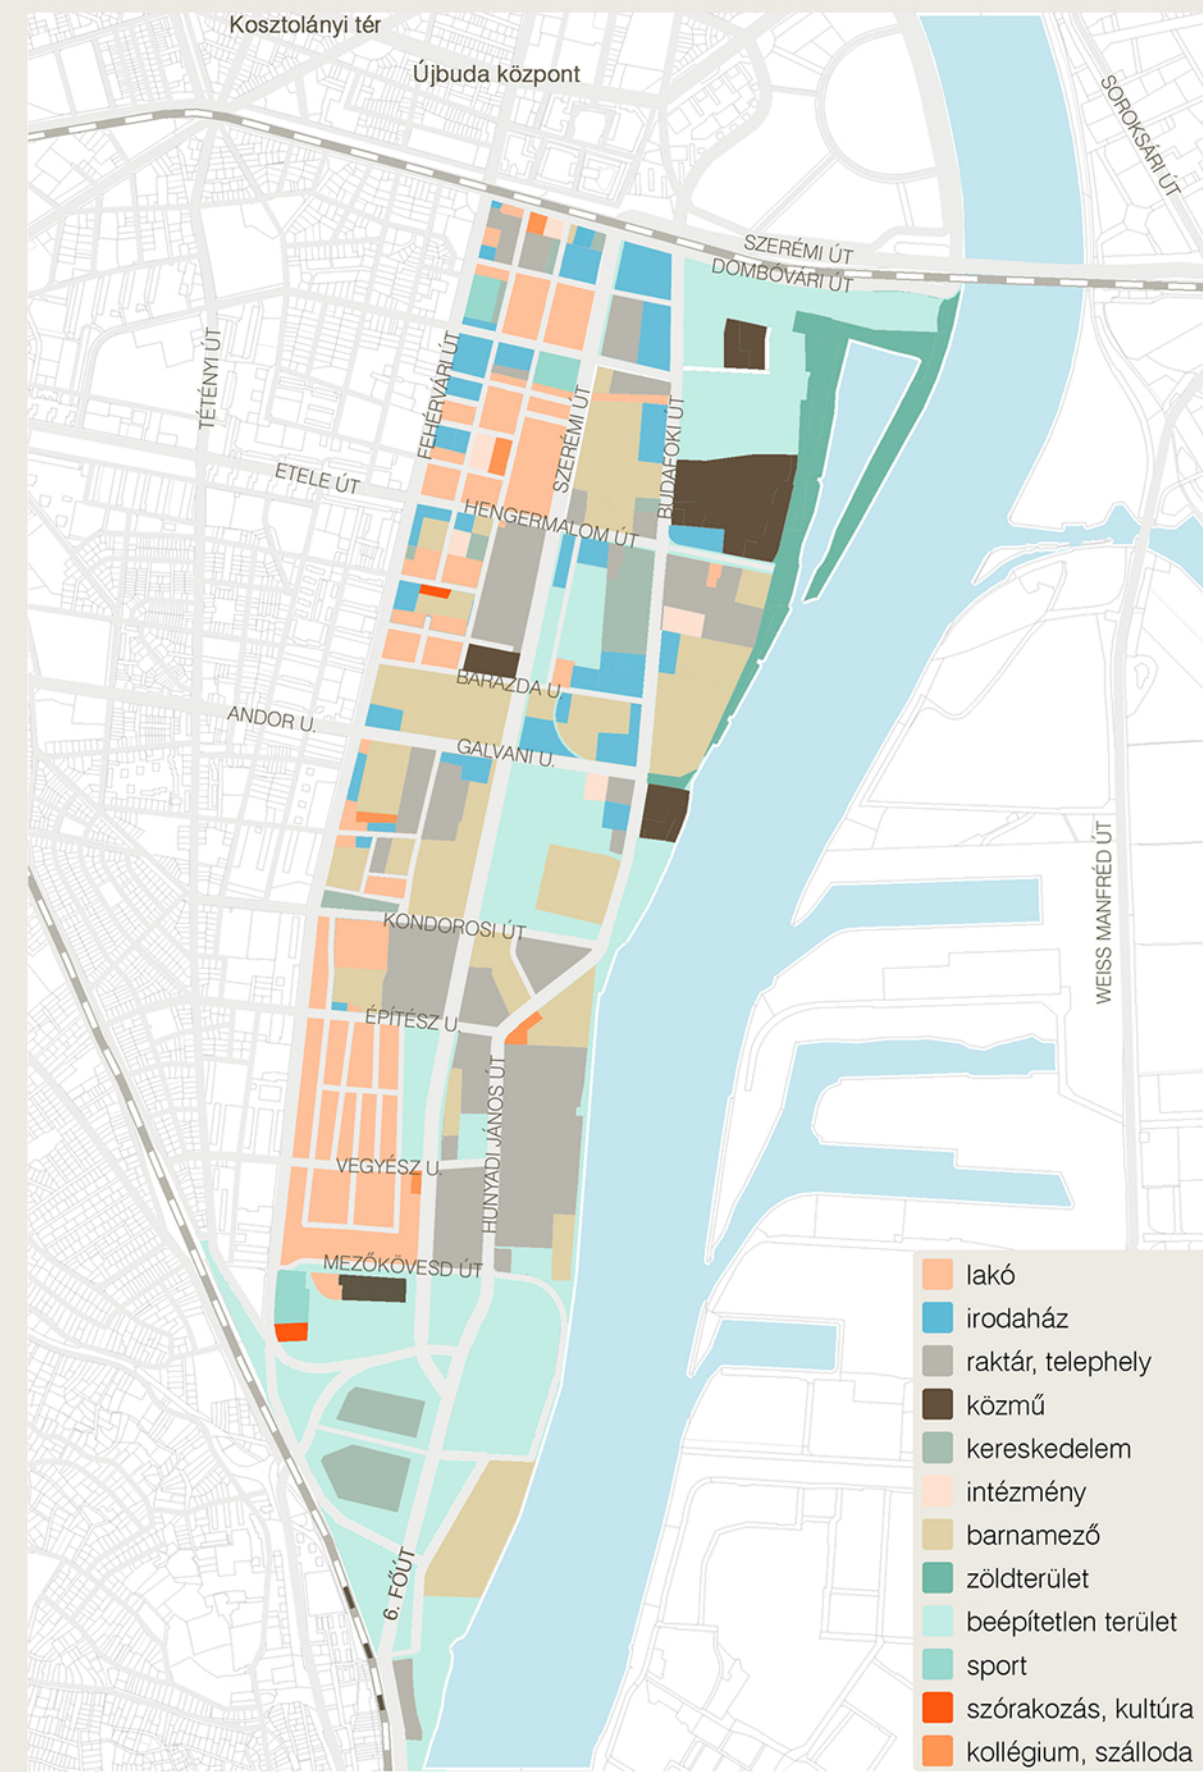 Kosztolányi tér
Újbuda központ
SOROKSÁRI ÚT
SZERÉMI ÚT
DOMBÓVÁRI ÚT
TÉTÉNYI ÚT
FEHÉRVÁRI ÚT
SZERÉMI ÚT
BUDAFOKI ÚT
ETELE ÚT
HENGERMALOM ÚT
BARÁZDA U.
ANDOR U.
GALVANI U.
WEISS MANFRÉD ÚT
KONDOROSI ÚT
ÉPÍTÉSZ U.
HUNYADI JÁNOS ÚT
VEGYÉSZ U.
MEZŐKÖVESD ÚT
6. FŐÚT
lakó
irodaház
raktár, telephely
közmű
kereskedelem
intézmény
barnamező
zöldterület
beépítetlen terület
sport
szórakozás, kultúra
kollégium, szálloda